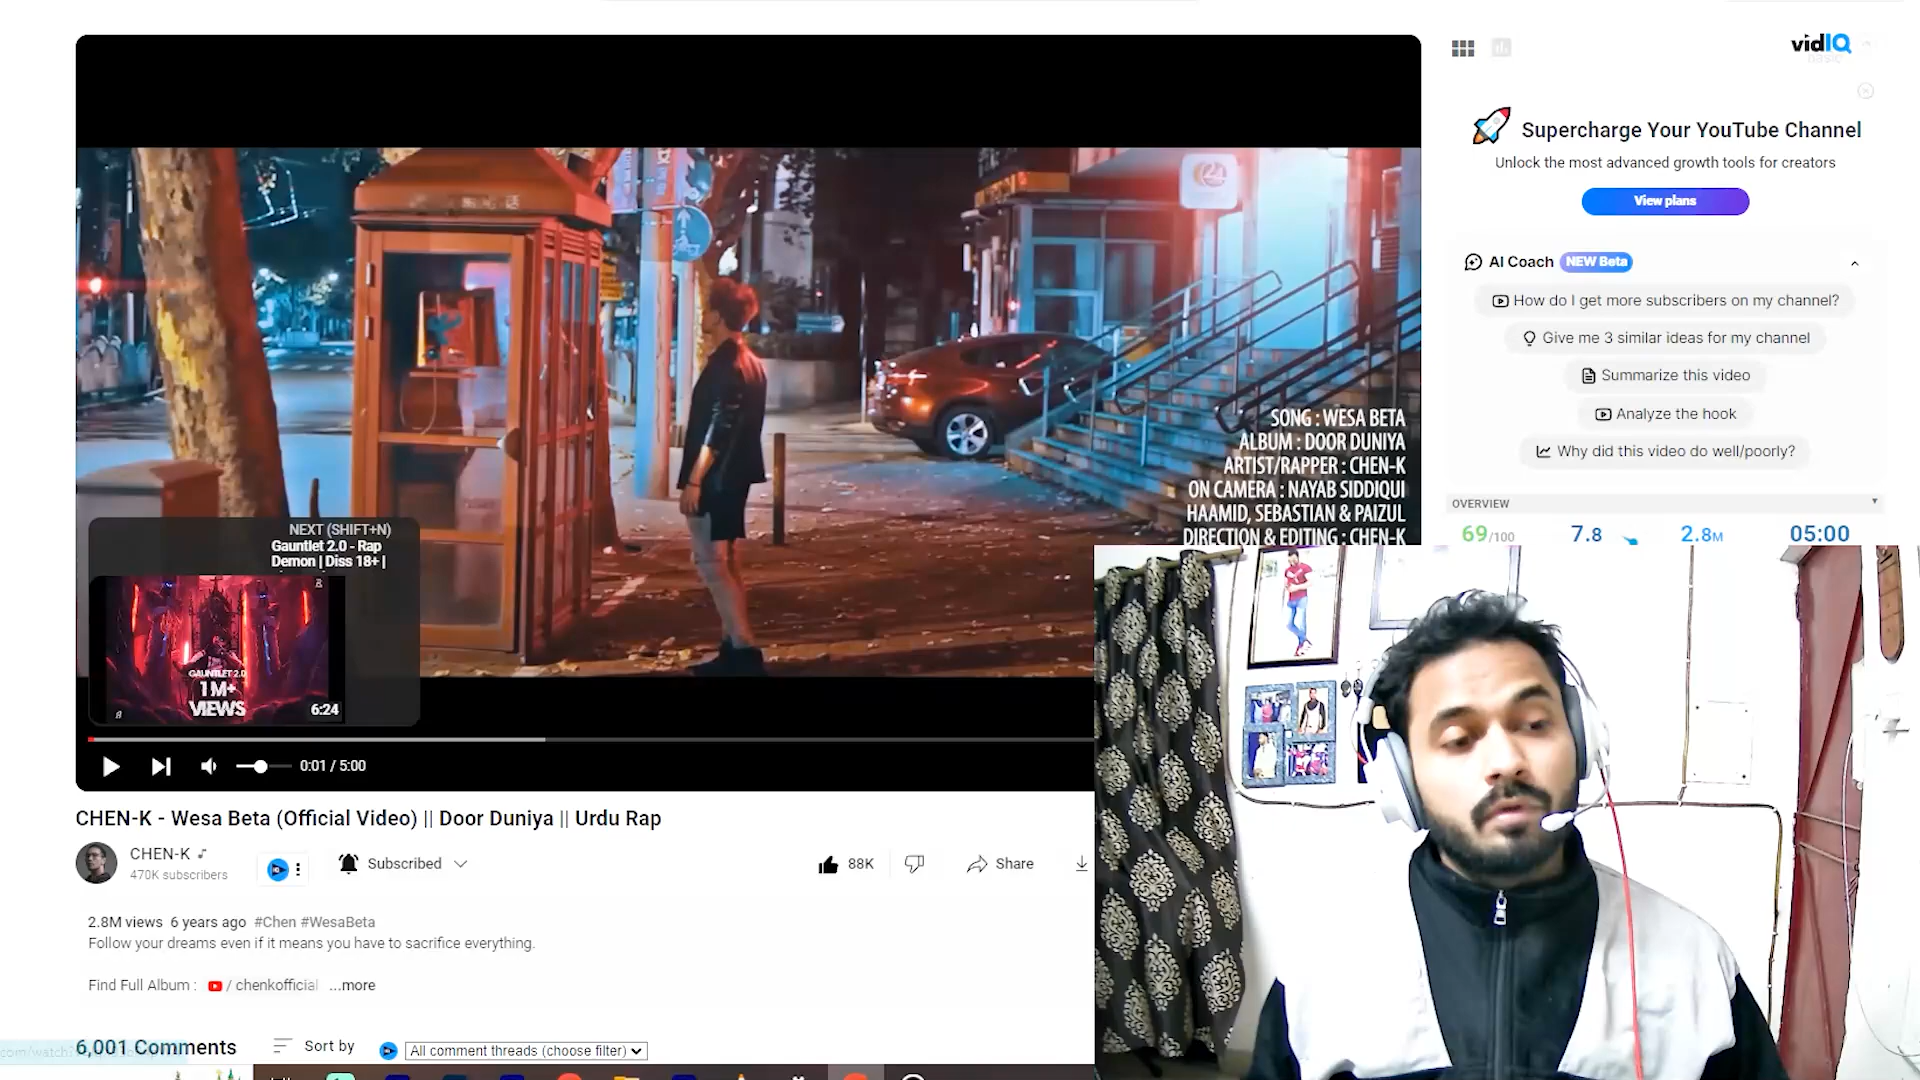 vidIQ
Supercharge Your YouTube Channel
Unlock the most advanced growth tools for creators
View plans
AI Coach NEW Beta
How do I get more subscribers on my channel?
Give me 3 similar ideas for my channel
Summarize this video
Analyze the hook
Why did this video do well/poorly?
OVERVIEW
69/100 7.8 2.8M 05:00
SONG : WESA BETA
ALBUM : DOOR DUNIYA
ARTIST/RAPPER : CHEN-K
ON CAMERA : NAYAB SIDDIQUI
HAAMID, SEBASTIAN & PAIZUL
DIRECTION & EDITING : CHEN-K
NEXT (SHIFT+N)
Gauntlet 2.0 - Rap
Demon | Diss 18+ |
GAUNTLET 2.0
1M+
VIEWS
6:24
0:01 / 5:00
CHEN-K - Wesa Beta (Official Video) || Door Duniya || Urdu Rap
CHEN-K
470K subscribers
Subscribed
88K
Share
2.8M views 6 years ago #Chen #WesaBeta
Follow your dreams even if it means you have to sacrifice everything.
Find Full Album : / chenkofficial ...more
6,001 Comments
Sort by
All comment threads (choose filter)